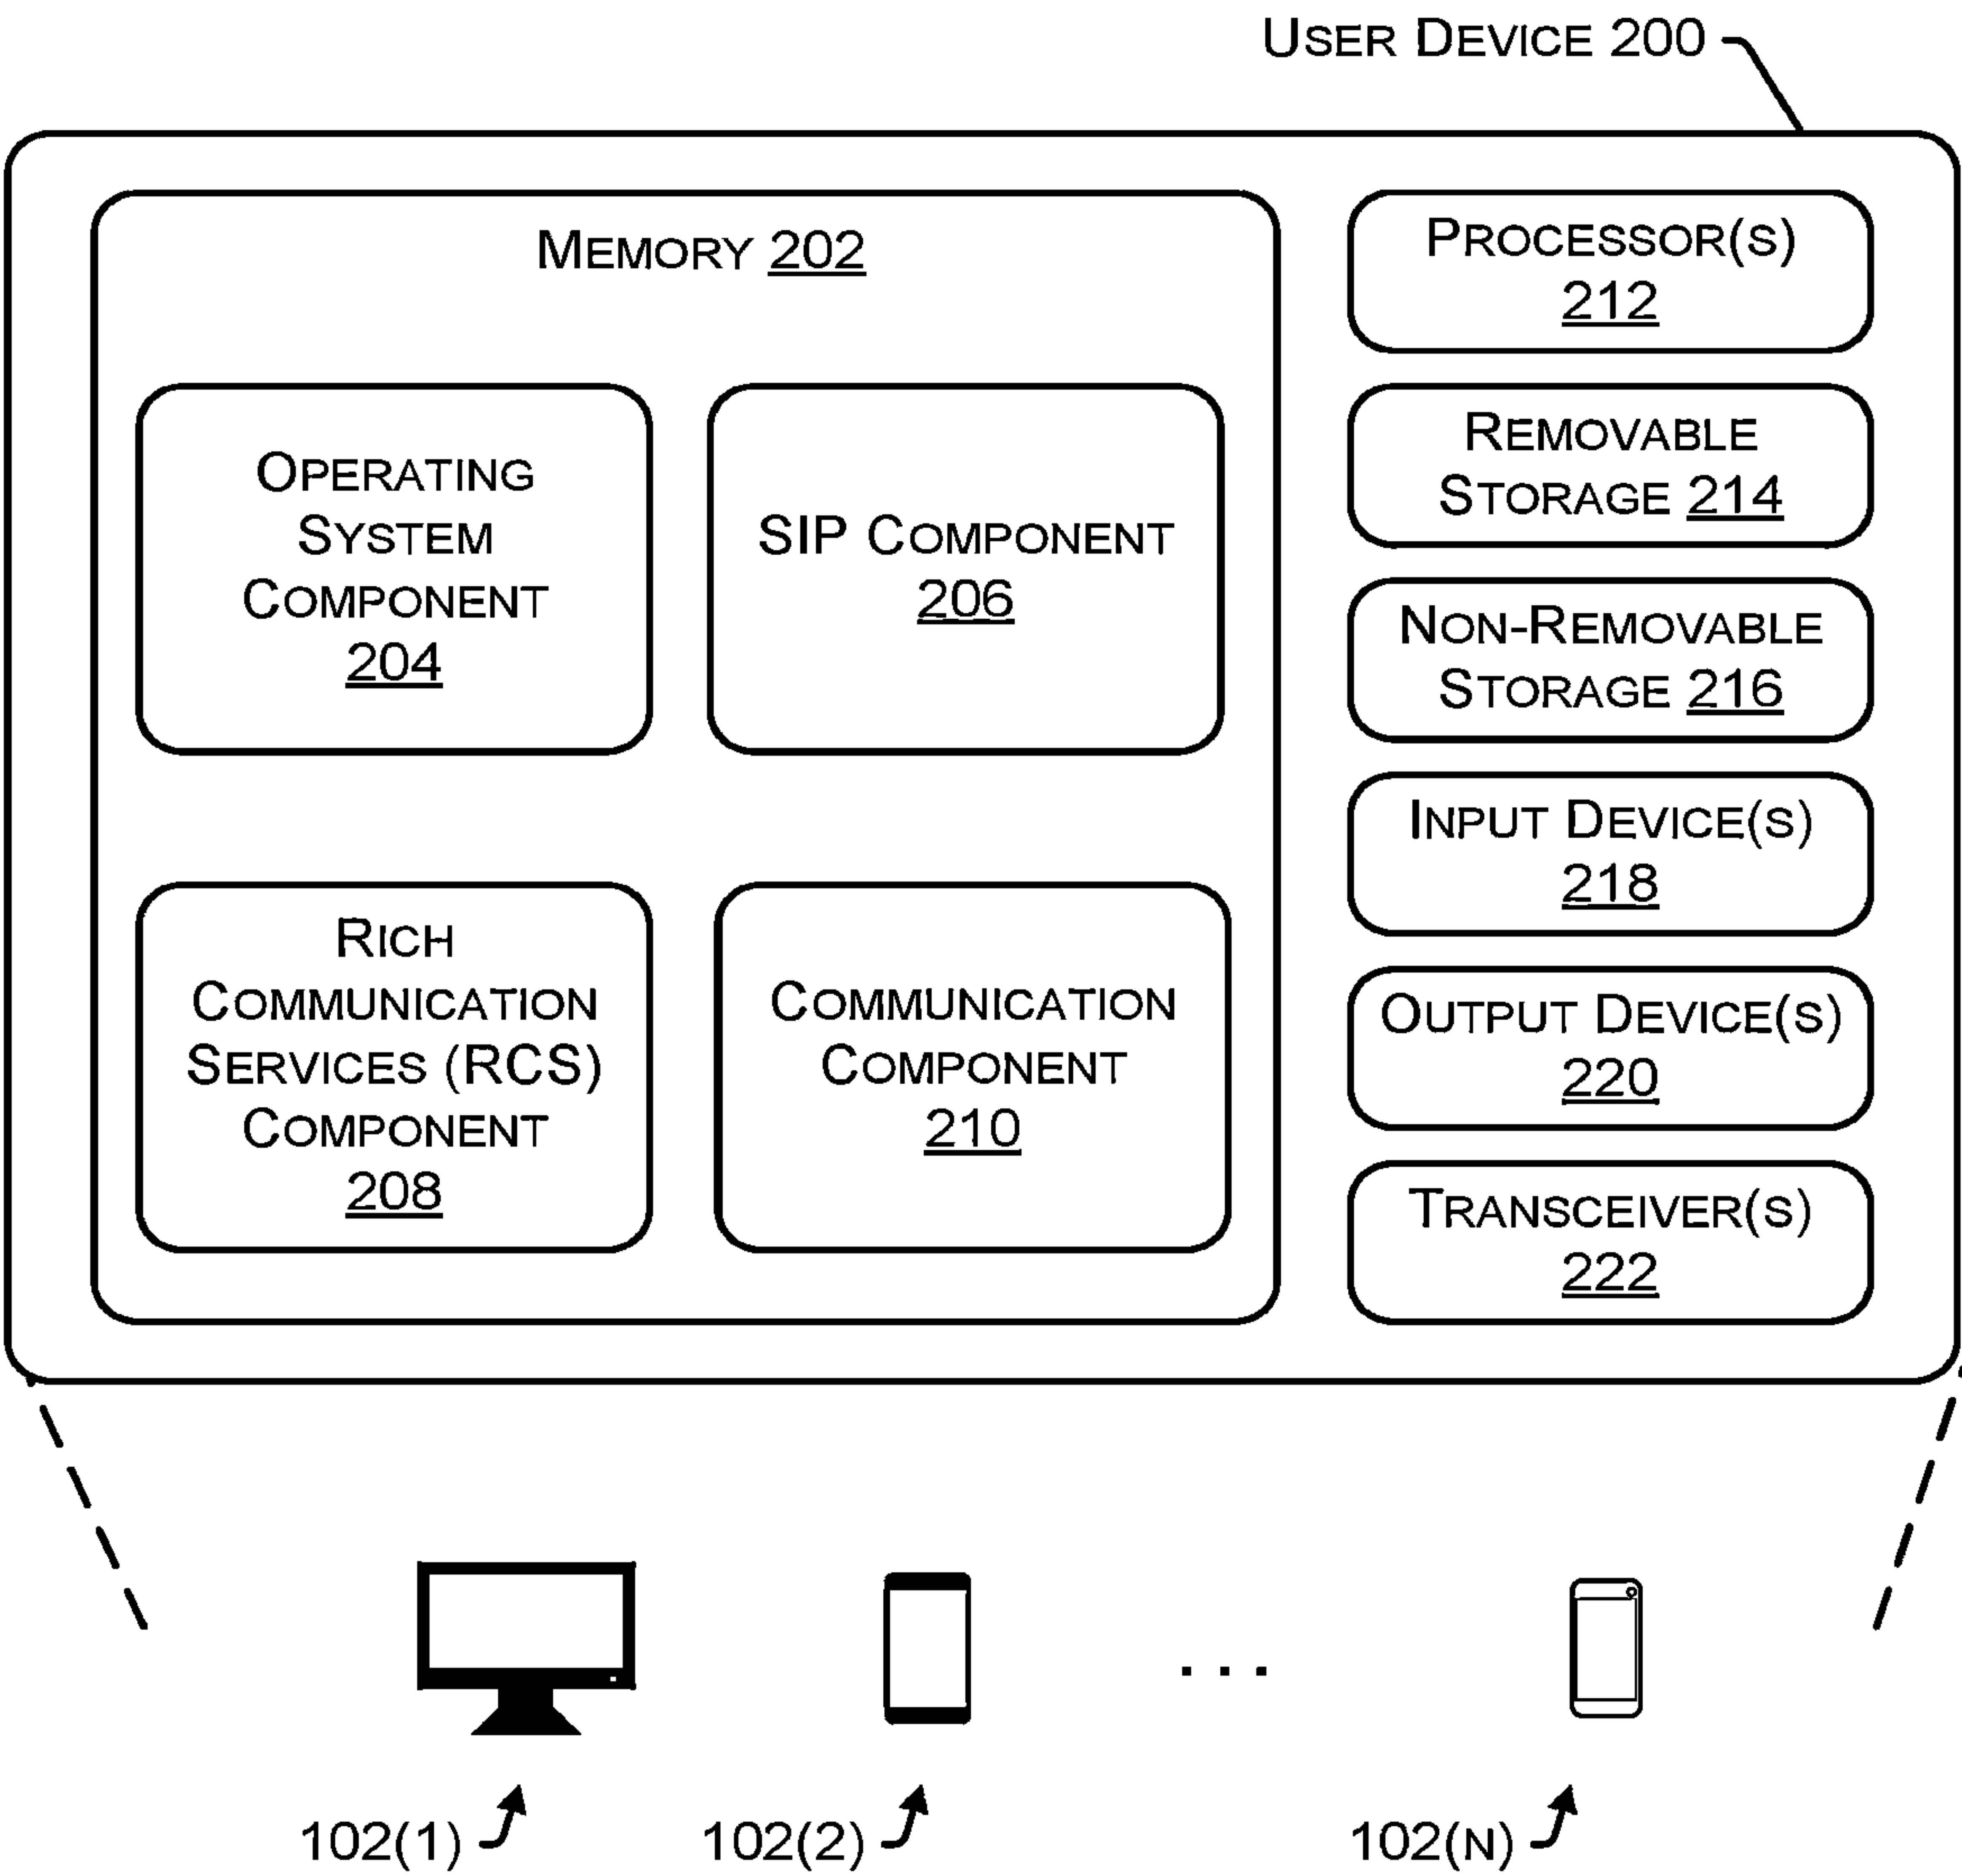 USER DEVICE 200
MEMORY 202
OPERATING
SYSTEM
COMPONENT
204
SIP COMPONENT
206
RICH
COMMUNICATION
SERVICES (RCS)
COMPONENT
208
COMMUNICATION
COMPONENT
210
PROCESSOR(S)
212
REMOVABLE
STORAGE 214
NON-REMOVABLE
STORAGE 216
INPUT DEVICE(S)
218
OUTPUT DEVICE(S)
220
TRANSCEIVER(S)
222
...
102(1)
102(2)
102(N)